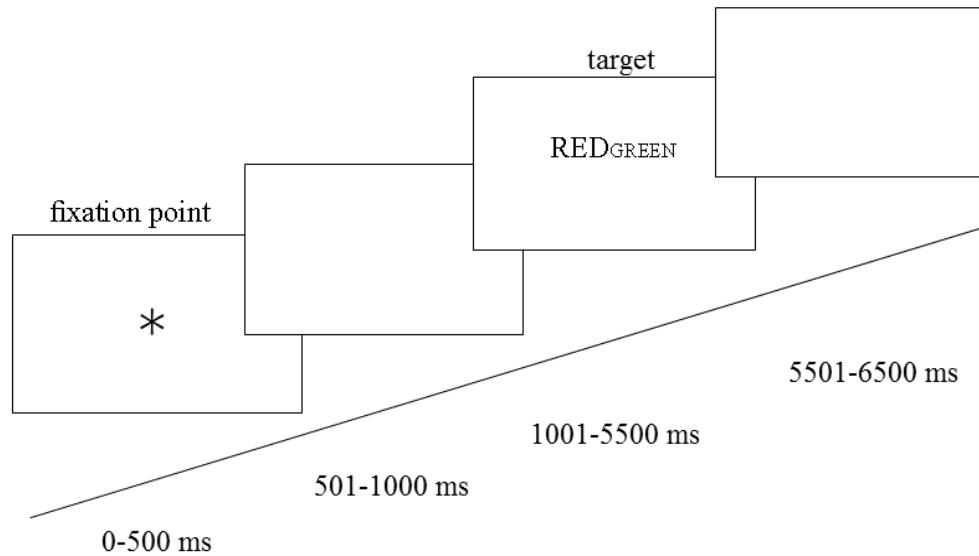 target
REDGREEN
fixation point
*
5501-6500 ms
1001-5500 ms
501-1000 ms
0-500 ms